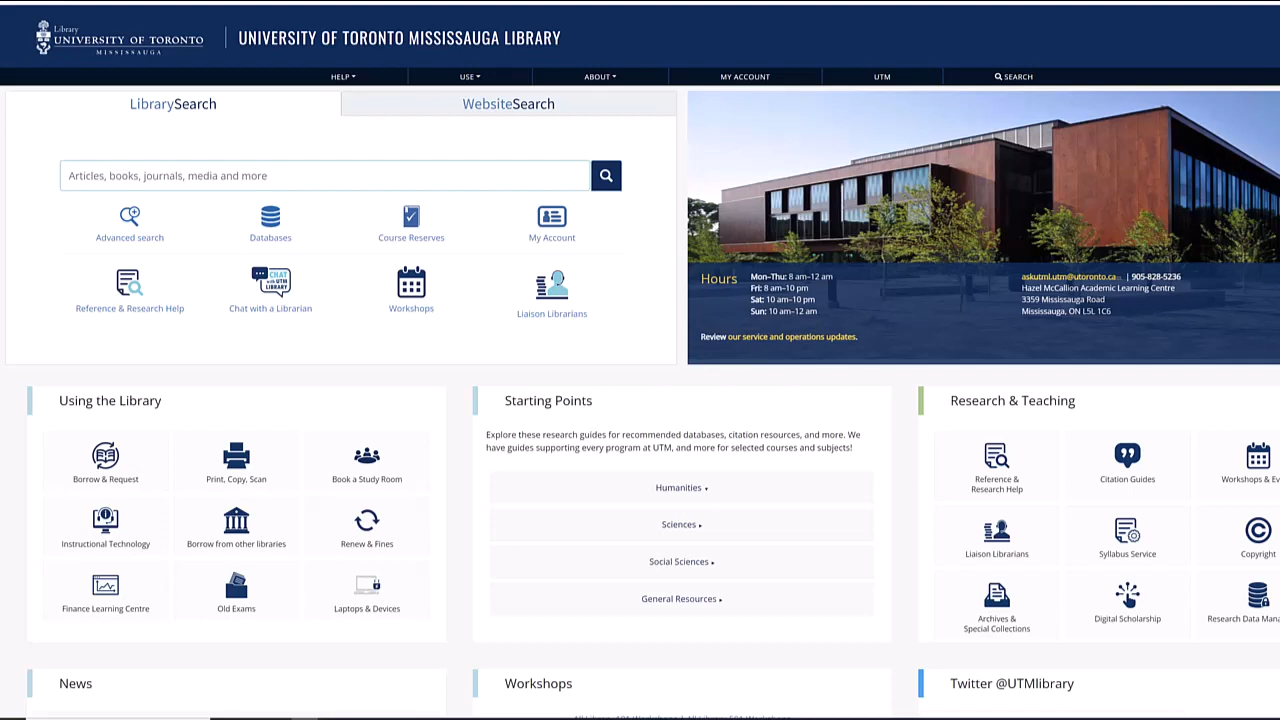 Library
UNIVERSITY OF TORONTO
MISSISSAUGA
UNIVERSITY OF TORONTO MISSISSAUGA LIBRARY
HELP
USE
ABOUT
MY ACCOUNT
UTM
SEARCH
LibrarySearch
WebsiteSearch
Articles, books, journals, media and more
Advanced search
Databases
Course Reserves
My Account
CHAT
with UTM
LIBRARY
Reference & Research Help
Chat with a Librarian
Workshops
Liaison Librarians
Hours
Mon–Thu: 8 am–12 am
Fri: 8 am–10 pm
Sat: 10 am–10 pm
Sun: 10 am–12 am
askutml.utm@utoronto.ca | 905-828-5236
Hazel McCallion Academic Learning Centre
3359 Mississauga Road
Mississauga, ON L5L 1C6
Review our service and operations updates.
Using the Library
Borrow & Request
Print, Copy, Scan
Book a Study Room
Instructional Technology
Borrow from other libraries
Renew & Fines
Finance Learning Centre
Old Exams
Laptops & Devices
Starting Points
Explore these research guides for recommended databases, citation resources, and more. We
have guides supporting every program at UTM, and more for selected courses and subjects!
Humanities
Sciences
Social Sciences
General Resources
Research & Teaching
Reference &
Research Help
Citation Guides
Workshops & Ev
Liaison Librarians
Syllabus Service
Copyright
Archives &
Special Collections
Digital Scholarship
Research Data Mana
News
Workshops
Twitter @UTMlibrary